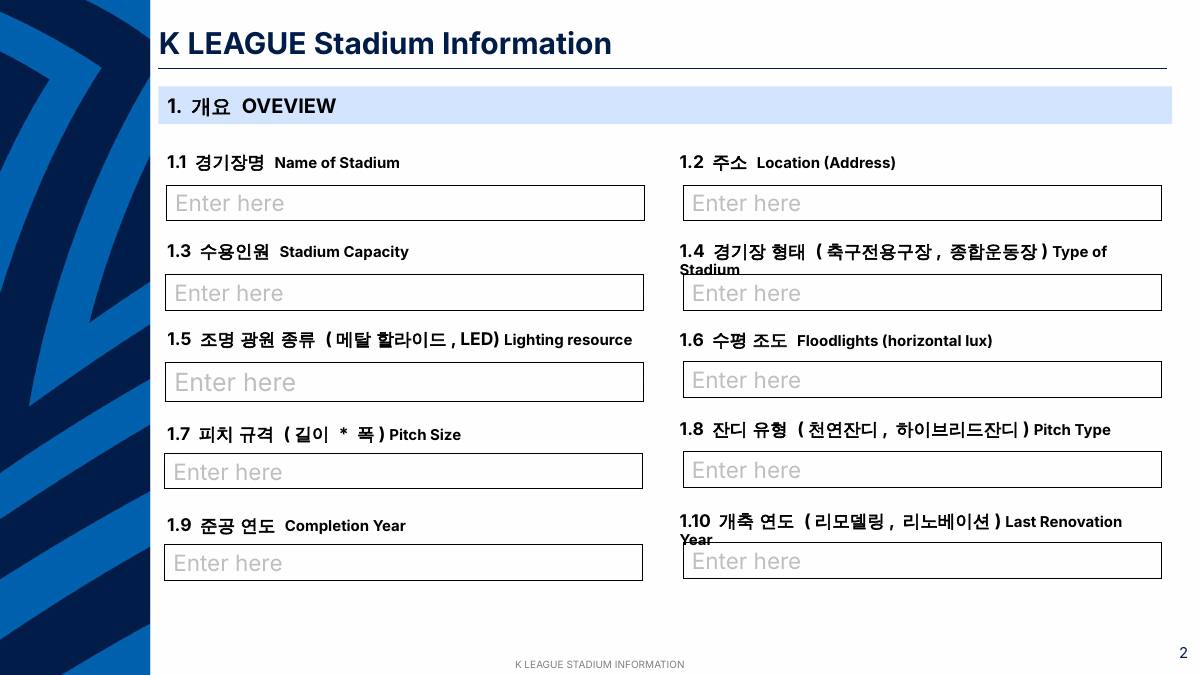 K LEAGUE Stadium Information
1. 개요 OVEVIEW
1.1 경기장명 Name of Stadium
Enter here
1.2 주소 Location (Address)
Enter here
1.3 수용인원 Stadium Capacity
Enter here
1.4 경기장 형태 ( 축구전용구장 , 종합운동장 ) Type of
Stadium
Enter here
1.5 조명 광원 종류 ( 메탈 할라이드 , LED) Lighting resource
Enter here
1.6 수평 조도 Floodlights (horizontal lux)
Enter here
1.7 피치 규격 ( 길이 * 폭 ) Pitch Size
Enter here
1.8 잔디 유형 ( 천연잔디 , 하이브리드잔디 ) Pitch Type
Enter here
1.9 준공 연도 Completion Year
Enter here
1.10 개축 연도 ( 리모델링 , 리노베이션 ) Last Renovation
Year
Enter here
K LEAGUE STADIUM INFORMATION
2